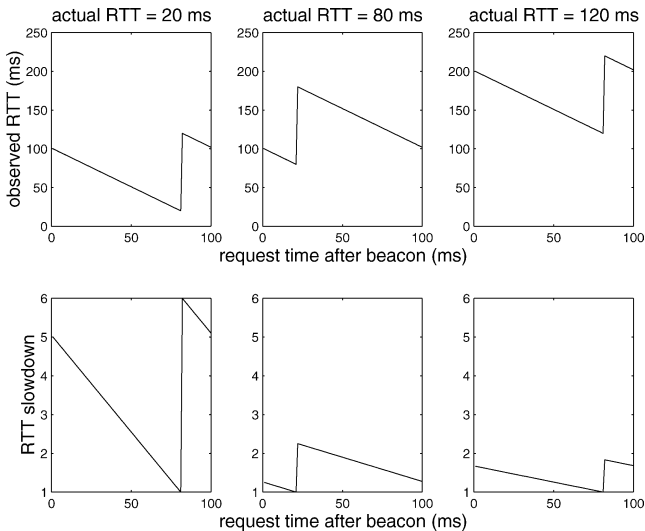 actual RTT = 20 ms actual RTT = 80 ms actual RTT = 120 ms
observed RTT (ms)
250 250 250
200 200 200
150 150 150
100 100 100
50 50 50
0 0 0
0 50 100 0 50 100 0 50 100
request time after beacon (ms)
RTT slowdown
6 6 6
5 5 5
4 4 4
3 3 3
2 2 2
1 1 1
0 50 100 0 50 100 0 50 100
request time after beacon (ms)